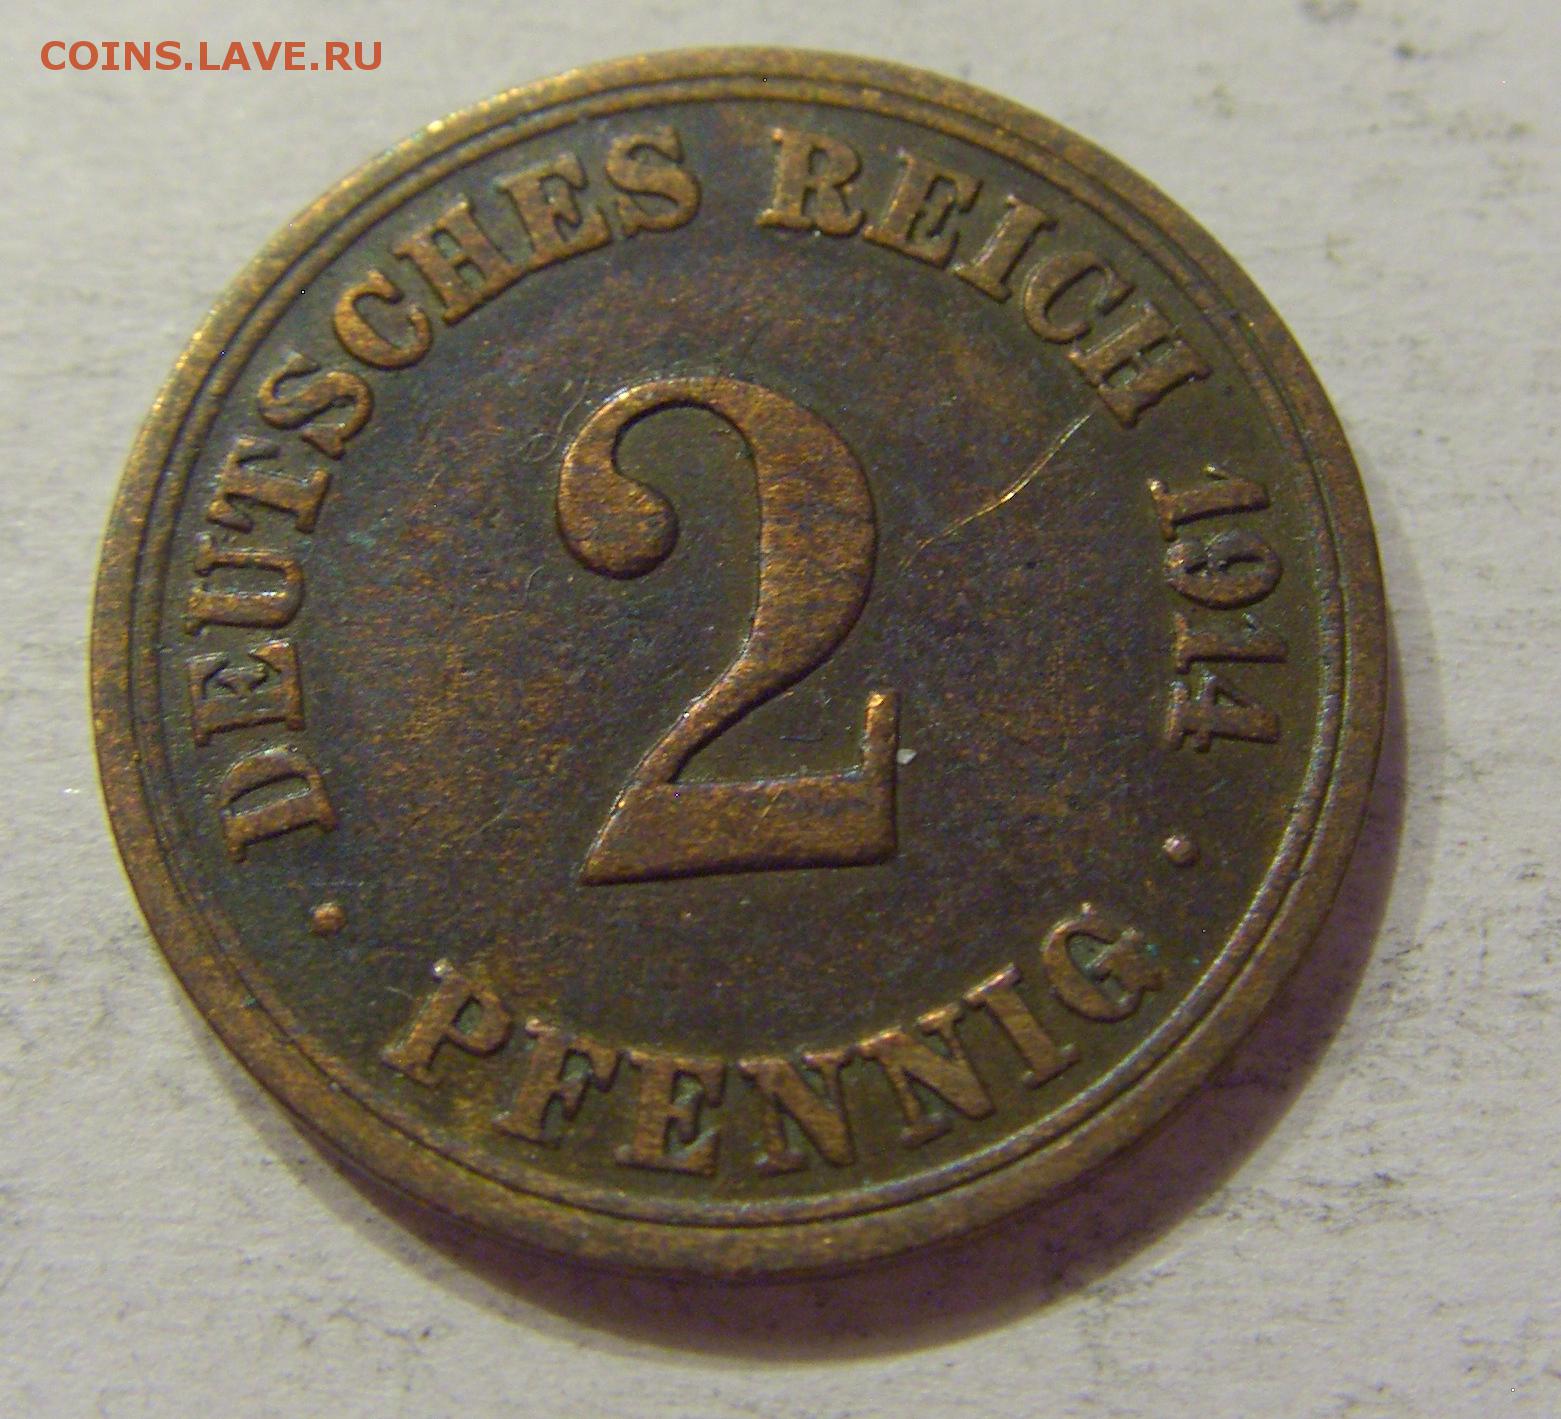 COINS.LAVE.RU
DEUTSCHES REICH 1914
2
· PFENNIG ·